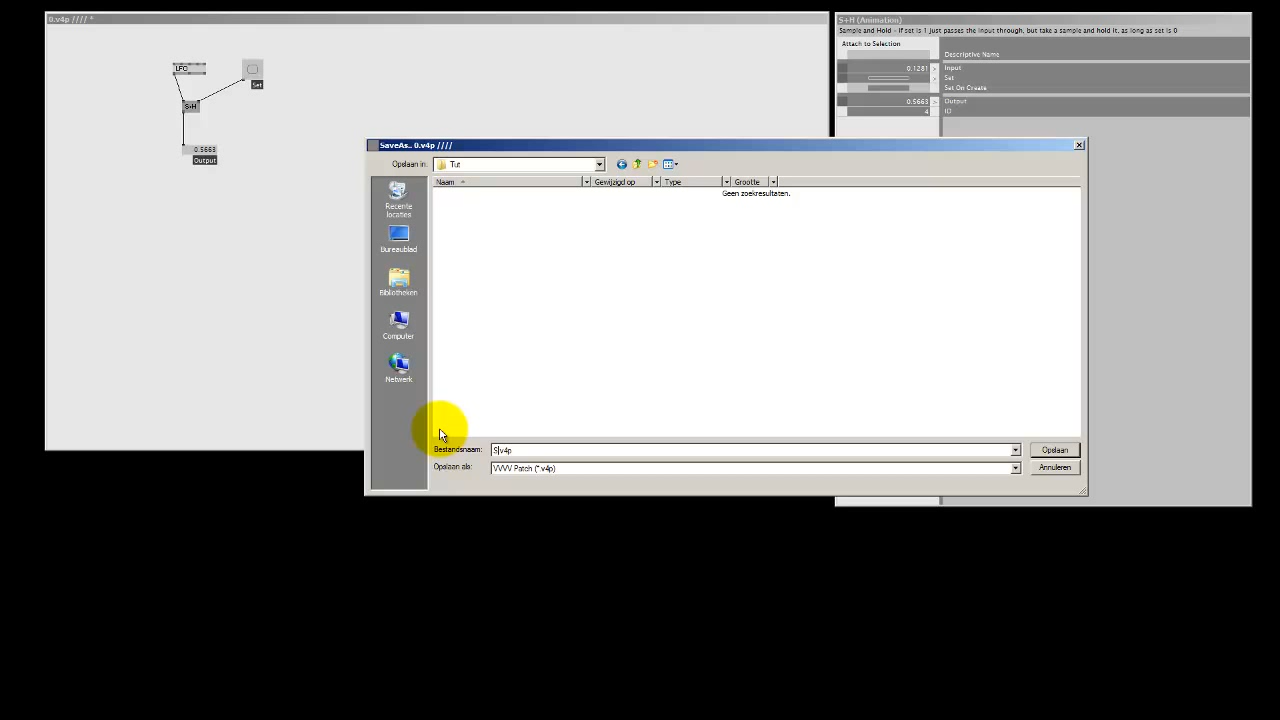 0.v4p //// *
LFO
Set
S+H
0.5663
Output
S+H (Animation)
Sample and Hold - if set is 1 just passes the input through, but take a sample and hold it, as long as set is 0
Attach to Selection
Descriptive Name
0.1281
Input
Set
Set On Create
0.5663
Output
4
ID
SaveAs.. 0.v4p ////
Opslaan in:
Tut
Naam
Gewijzigd op
Type
Grootte
Geen zoekresultaten.
Recente
locaties
Bureaublad
Bibliotheken
Computer
Netwerk
Bestandsnaam:
S.v4p
Opslaan
Opslaan als:
VVVV Patch (*.v4p)
Annuleren